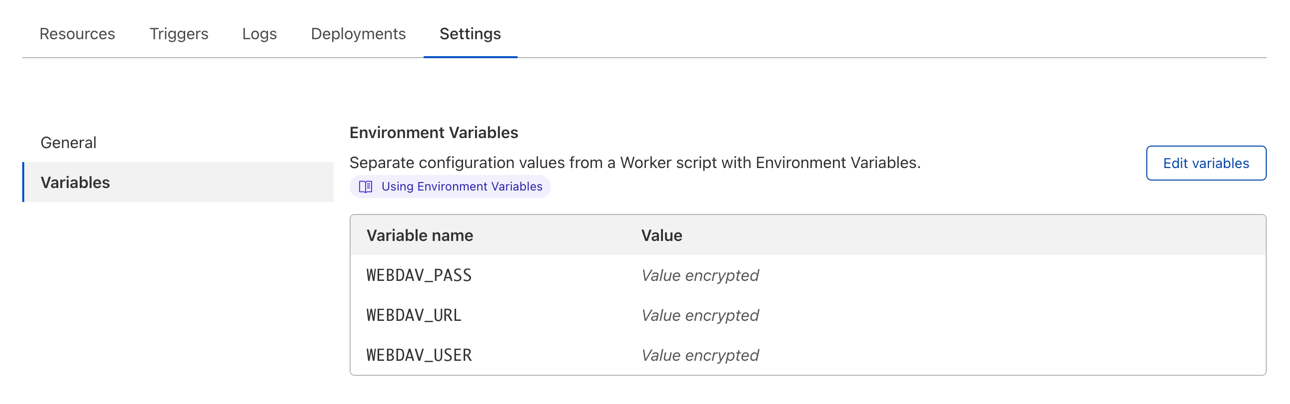 Resources Triggers Logs Deployments Settings
General
Variables
Environment Variables
Separate configuration values from a Worker script with Environment Variables.
Using Environment Variables
Edit variables
Variable name Value
WEBDAV_PASS Value encrypted
WEBDAV_URL Value encrypted
WEBDAV_USER Value encrypted